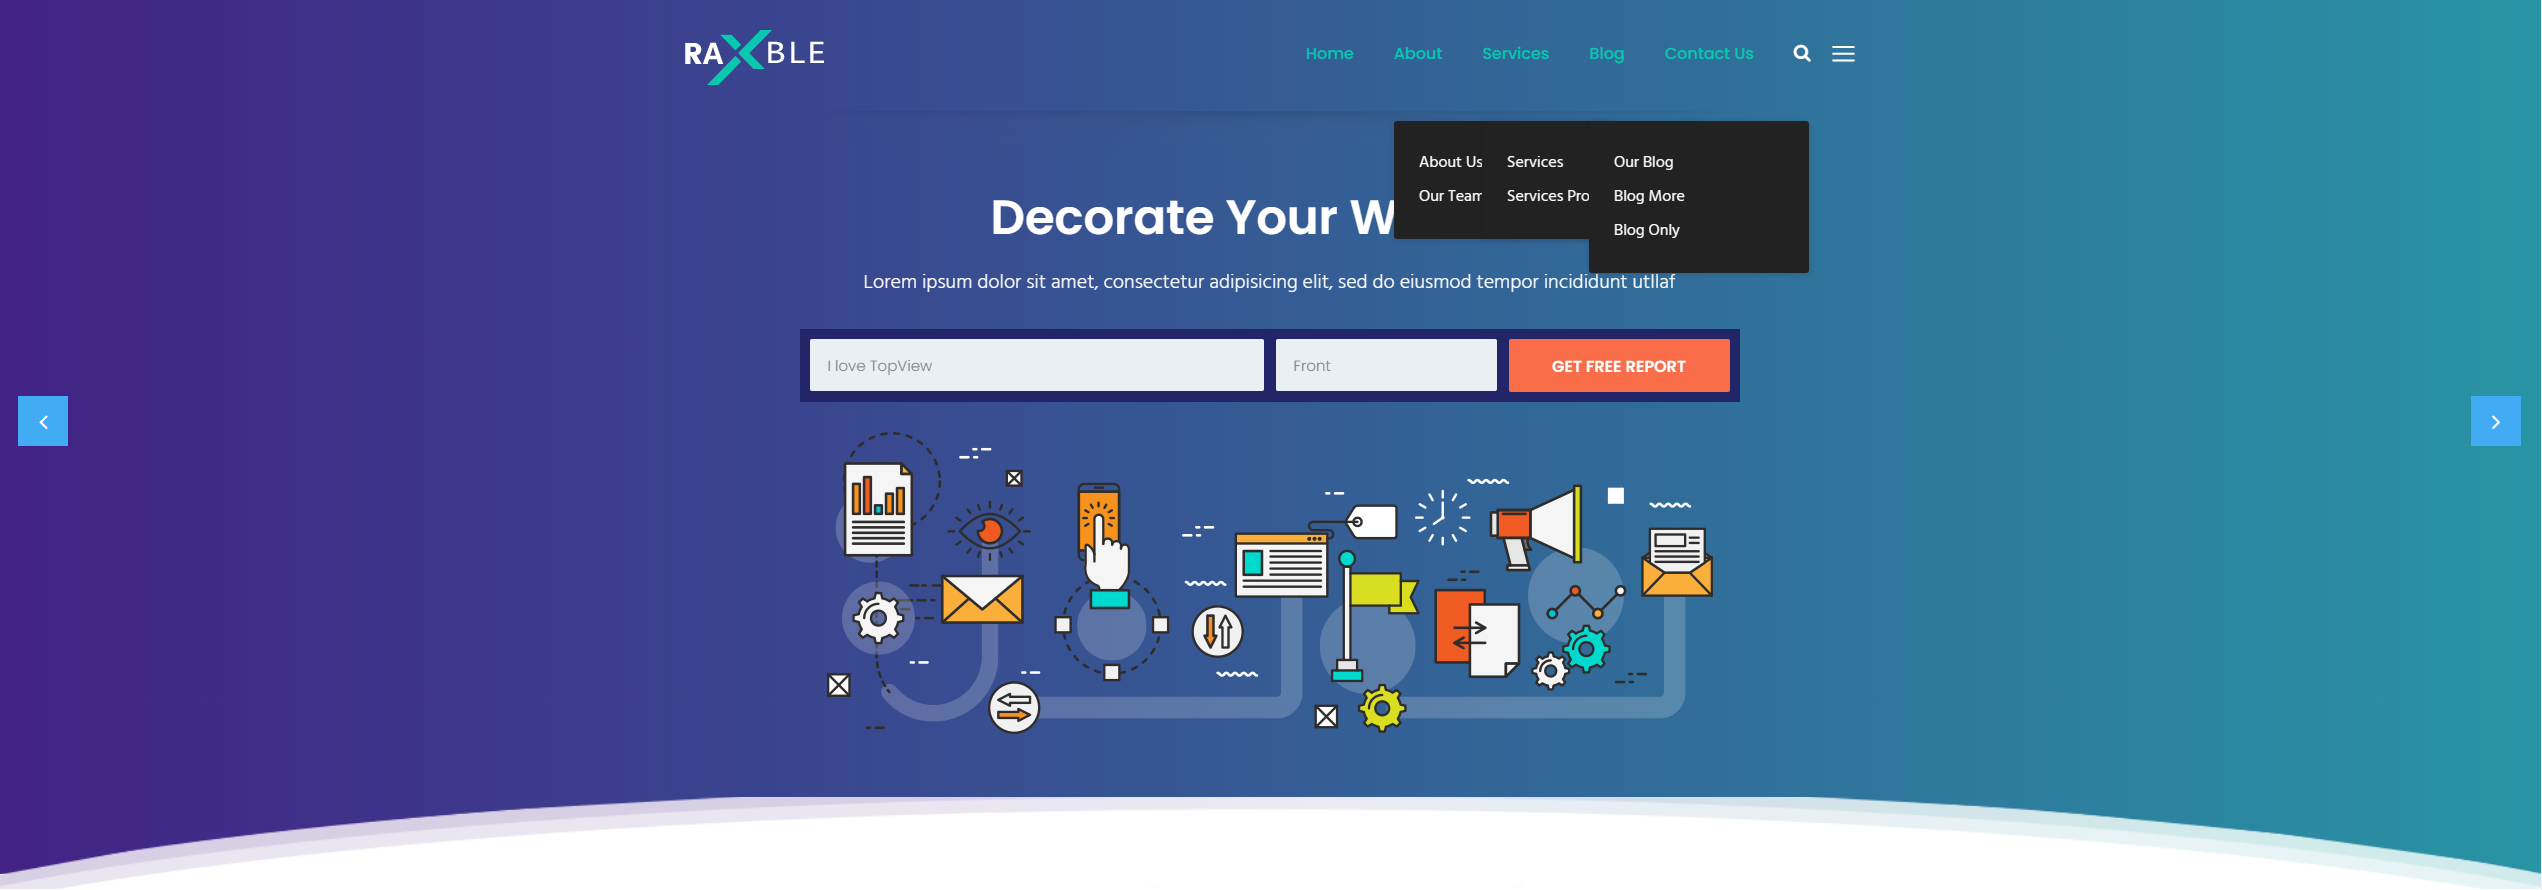 RAXBLE
Home About Services Blog Contact Us
About Us Services Our Blog
Our Team Services Pro Blog More
Blog Only
Decorate Your W
Lorem ipsum dolor sit amet, consectetur adipisicing elit, sed do eiusmod tempor incididunt utllaf
I love TopView Front GET FREE REPORT